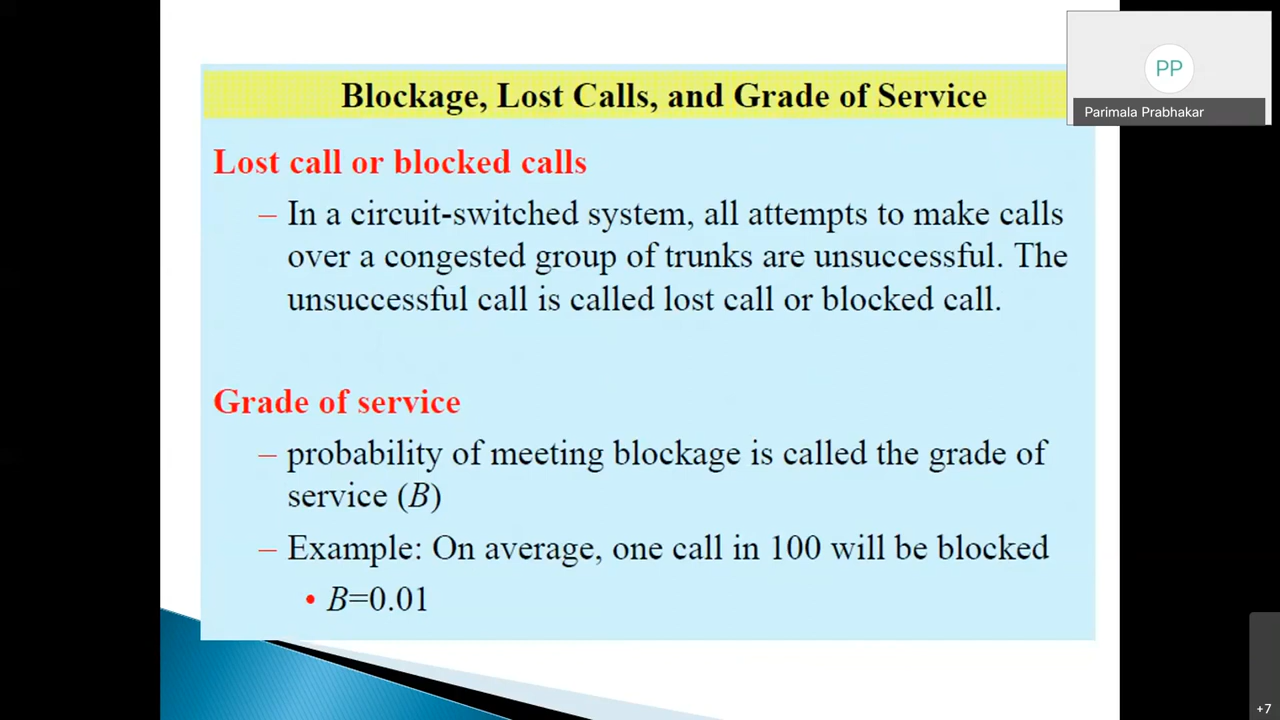 Blockage, Lost Calls, and Grade of Service
PP
Parimala Prabhakar
Lost call or blocked calls
– In a circuit-switched system, all attempts to make calls
over a congested group of trunks are unsuccessful. The
unsuccessful call is called lost call or blocked call.
Grade of service
– probability of meeting blockage is called the grade of
service (B)
– Example: On average, one call in 100 will be blocked
• B=0.01
+7